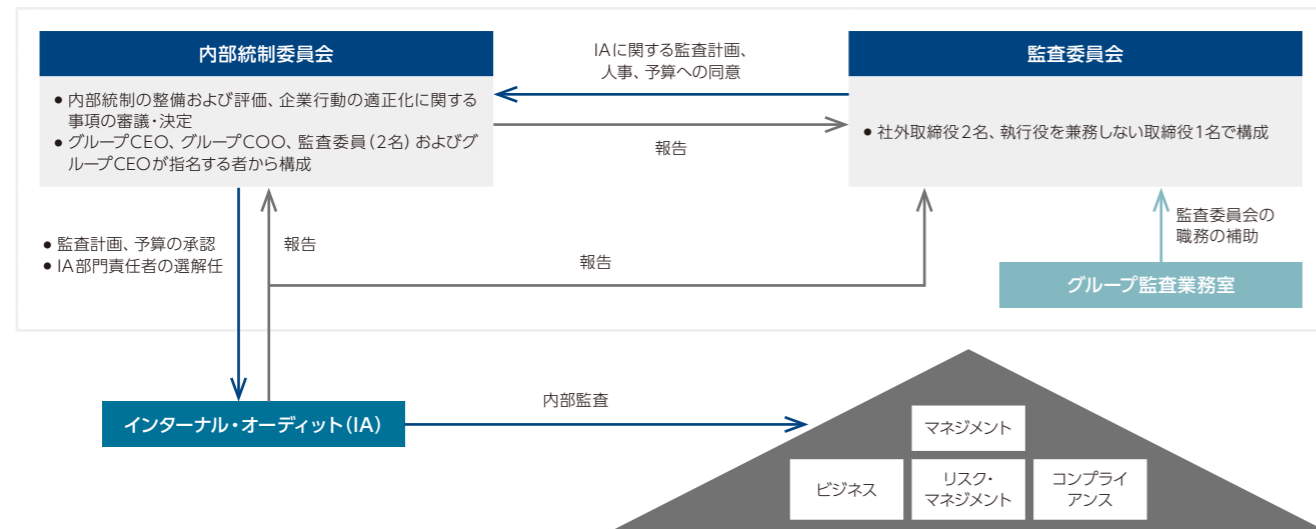 内部統制委員会
● 内部統制の整備および評価、企業行動の適正化に関する
事項の審議・決定
● グループCEO、グループCOO、監査委員(2名)およびグ
ループCEOが指名する者から構成
IAに関する監査計画、
人事、予算への同意
報告
監査委員会
● 社外取締役2名、執行役を兼務しない取締役1名で構成
● 監査計画、予算の承認
● IA部門責任者の選解任
報告
報告
監査委員会の
職務の補助
グループ監査業務室
インターナル・オーディット(IA)
内部監査
マネジメント
ビジネス
リスク・
マネジメント
コンプライ
アンス